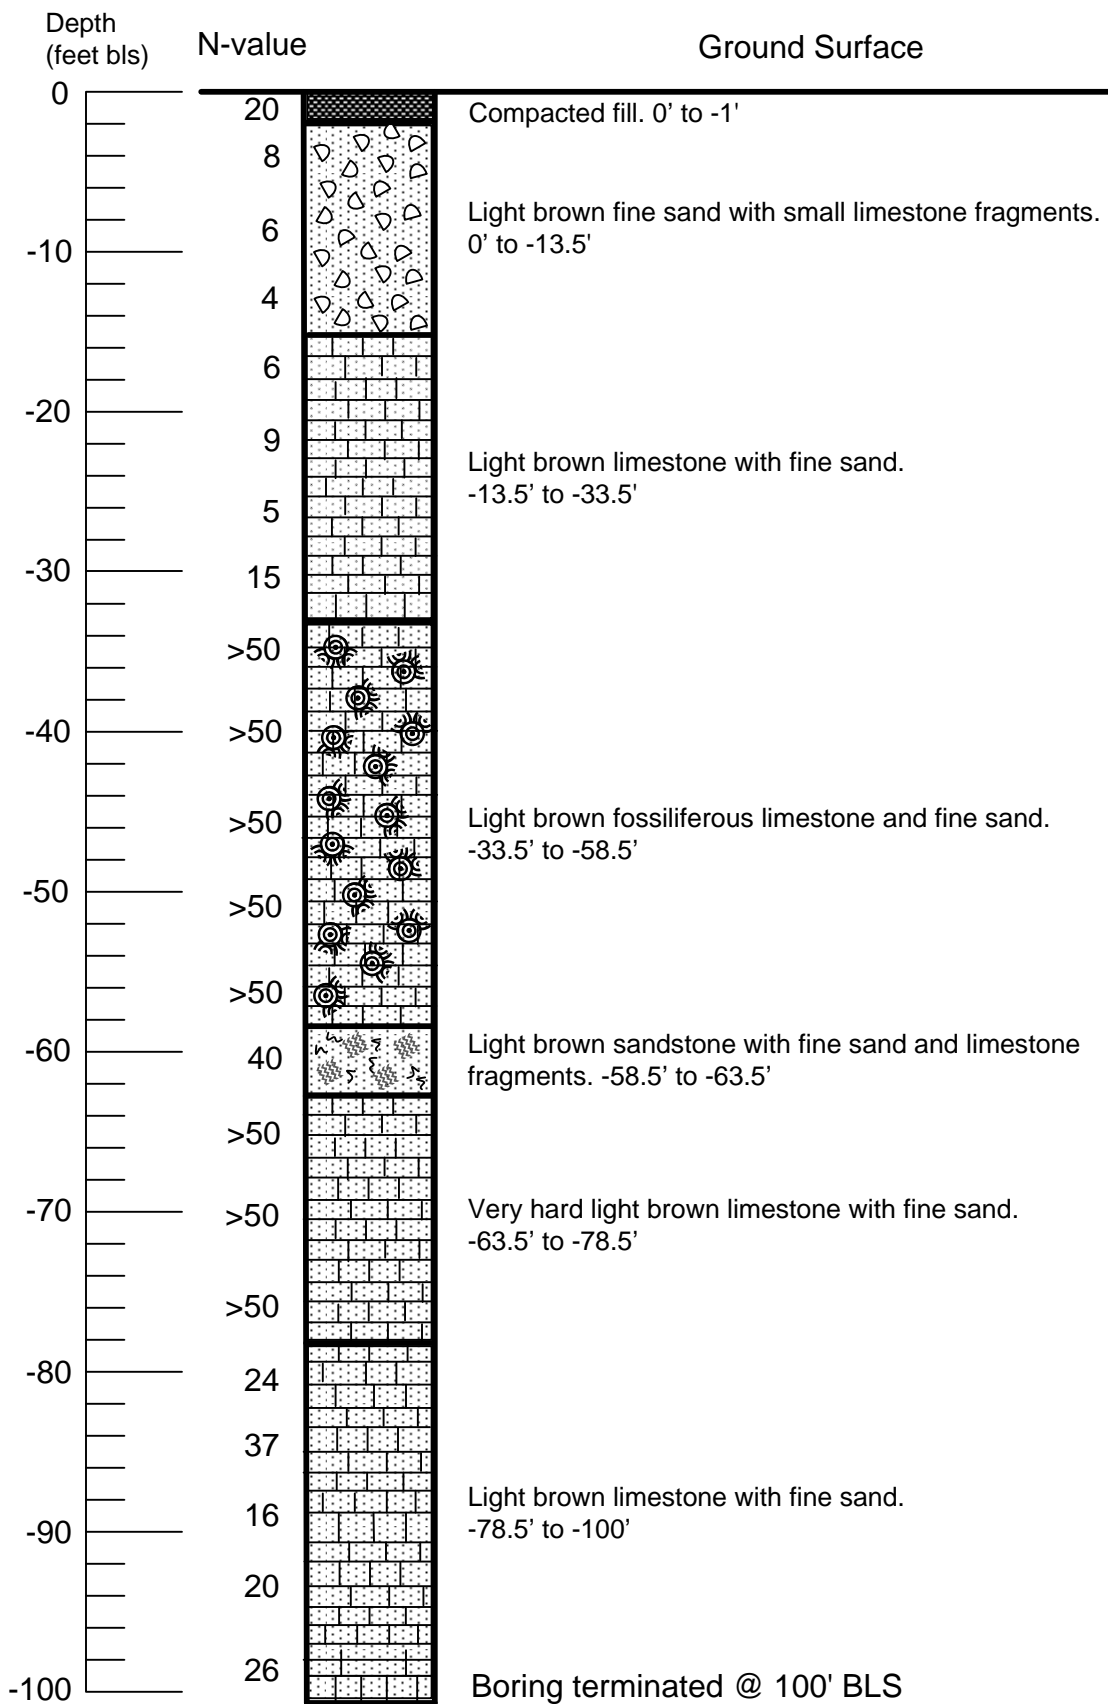 Depth
(feet bls)
N-value
Ground Surface
0
20
Compacted fill. 0' to -1'
8
Light brown fine sand with small limestone fragments.
0' to -13.5'
6
-10
4
6
-20
9
Light brown limestone with fine sand.
-13.5' to -33.5'
5
-30
15
>50
-40
>50
>50
Light brown fossiliferous limestone and fine sand.
-33.5' to -58.5'
-50
>50
>50
-60
40
Light brown sandstone with fine sand and limestone
fragments. -58.5' to -63.5'
>50
-70
>50
Very hard light brown limestone with fine sand.
-63.5' to -78.5'
>50
-80
24
37
16
Light brown limestone with fine sand.
-78.5' to -100'
-90
20
26
-100
Boring terminated @ 100' BLS